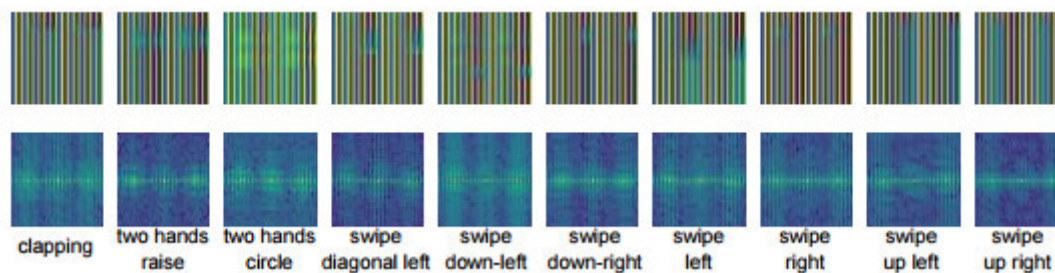 clapping
two hands raise
two hands circle
swipe diagonal left
swipe down-left
swipe down-right
swipe left
swipe right
swipe up left
swipe up right